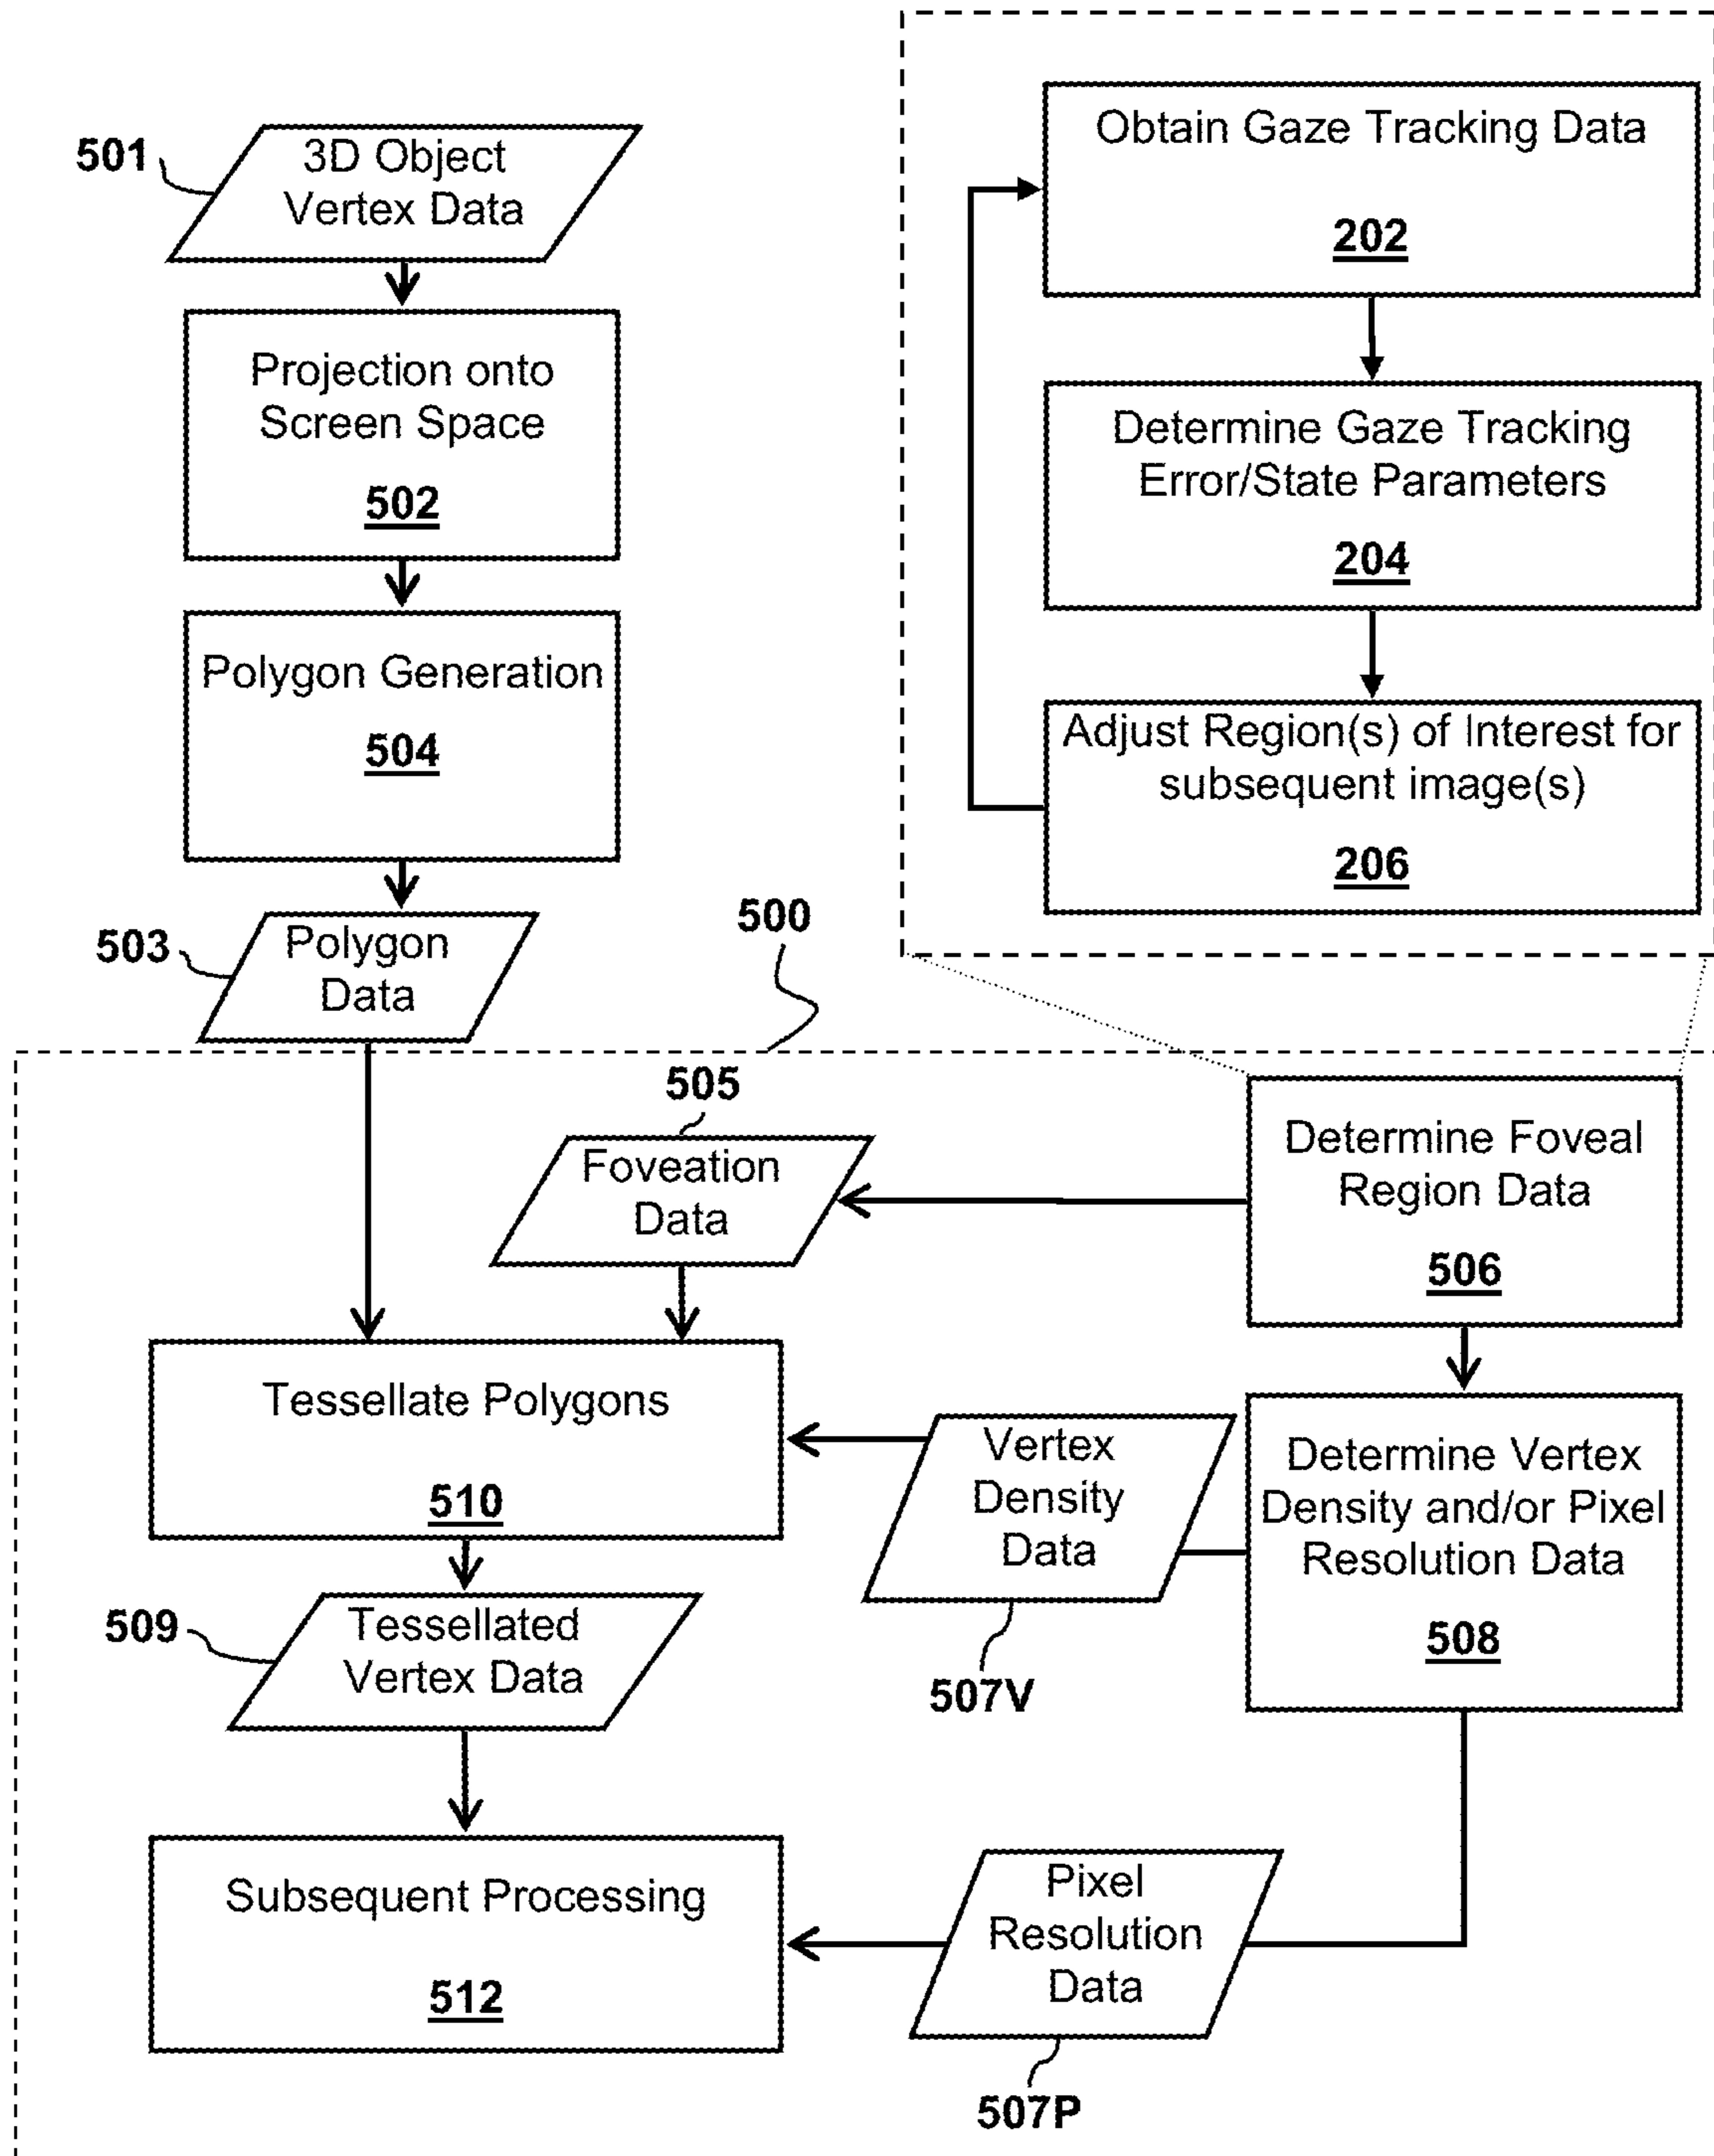 501
3D Object
Vertex Data
Projection onto
Screen Space
502
Polygon Generation
504
503
Polygon
Data
Obtain Gaze Tracking Data
202
Determine Gaze Tracking
Error/State Parameters
204
Adjust Region(s) of Interest for
subsequent image(s)
206
500
505
Foveation
Data
Determine Foveal
Region Data
506
Tessellate Polygons
510
Vertex
Density
Data
507V
Determine Vertex
Density and/or Pixel
Resolution Data
508
509
Tessellated
Vertex Data
Subsequent Processing
512
Pixel
Resolution
Data
507P